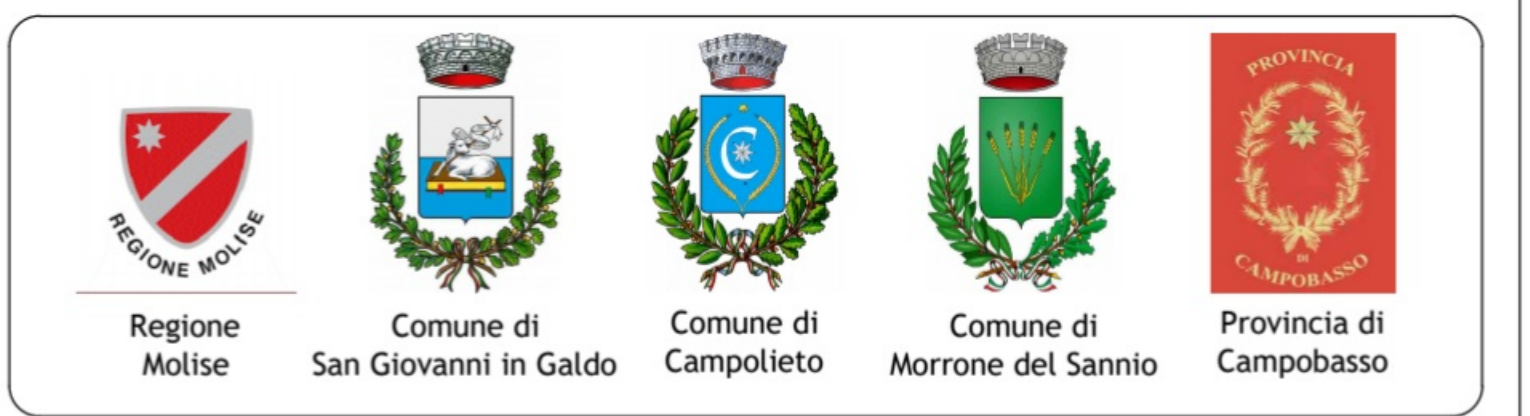 REGIONE MOLISE
Regione
Molise
Comune di
San Giovanni in Galdo
C
Comune di
Campolieto
Comune di
Morrone del Sannio
PROVINCIA
DI
CAMPOBASSO
Provincia di
Campobasso